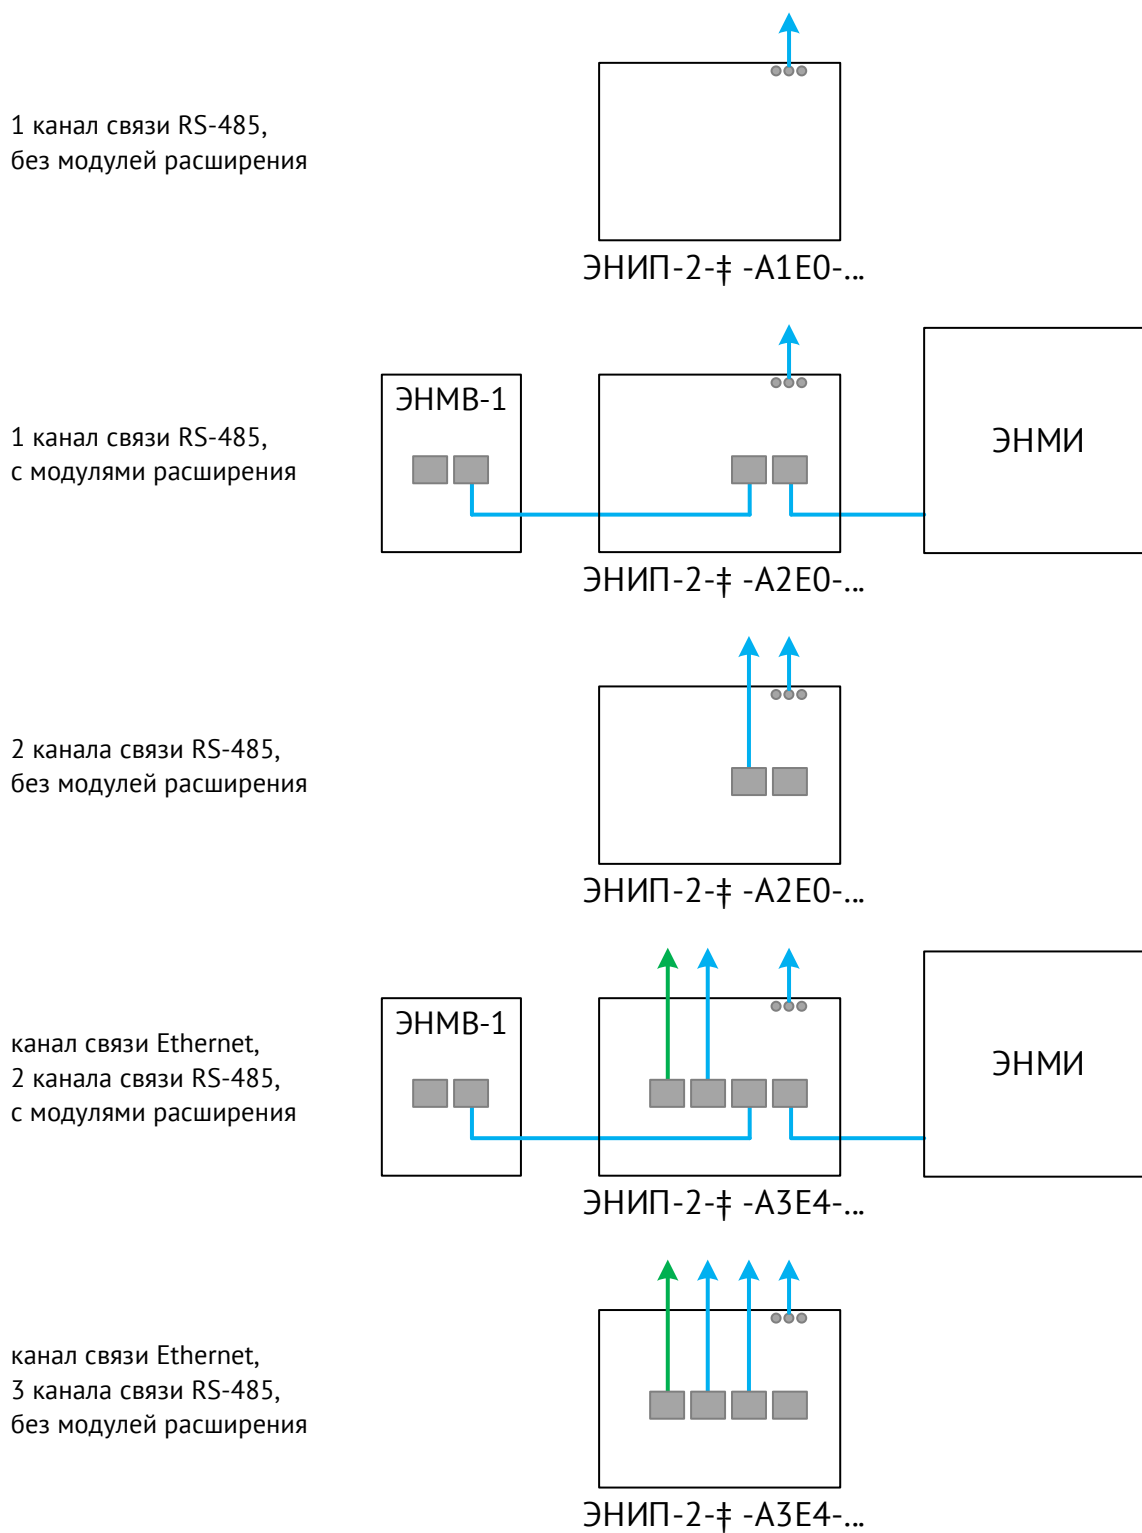 1 канал связи RS-485,
без модулей расширения
ЭНИП-2-‡ -A1E0-...
1 канал связи RS-485,
с модулями расширения
ЭНМВ-1
ЭНМИ
ЭНИП-2-‡ -A2E0-...
2 канала связи RS-485,
без модулей расширения
ЭНИП-2-‡ -A2E0-...
канал связи Ethernet,
2 канала связи RS-485,
с модулями расширения
ЭНМВ-1
ЭНМИ
ЭНИП-2-‡ -A3E4-...
канал связи Ethernet,
3 канала связи RS-485,
без модулей расширения
ЭНИП-2-‡ -A3E4-...